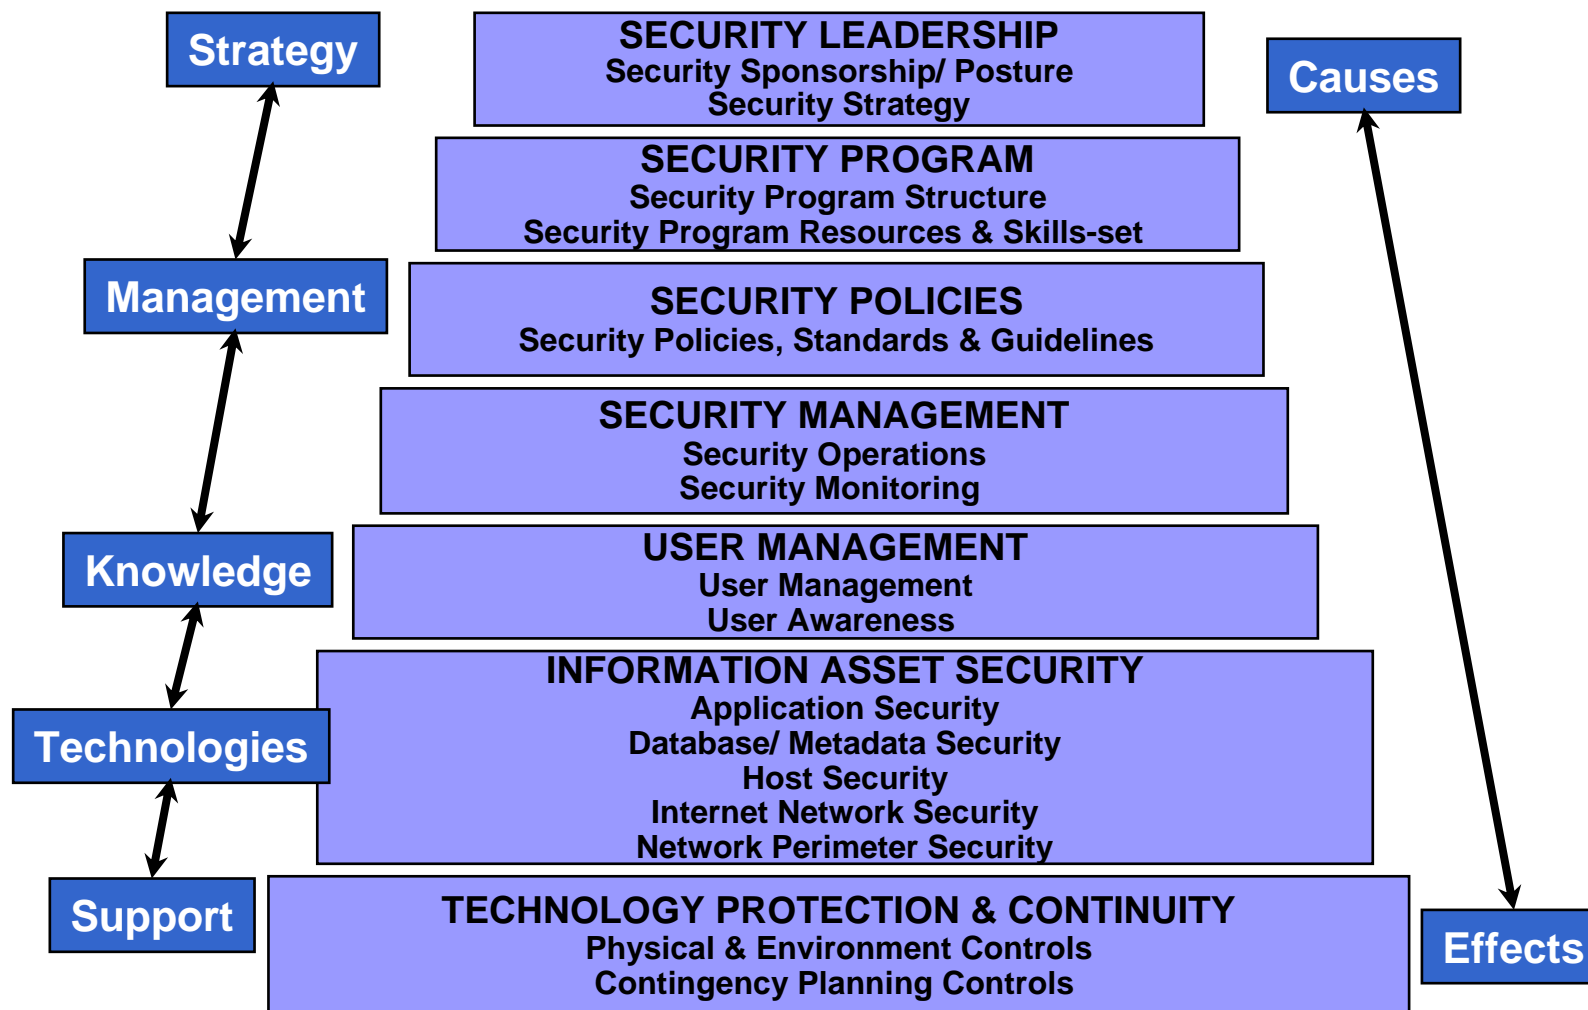 Strategy
SECURITY LEADERSHIP
Security Sponsorship/ Posture
Security Strategy
Causes
SECURITY PROGRAM
Security Program Structure
Security Program Resources & Skills-set
Management
SECURITY POLICIES
Security Policies, Standards & Guidelines
SECURITY MANAGEMENT
Security Operations
Security Monitoring
Knowledge
USER MANAGEMENT
User Management
User Awareness
INFORMATION ASSET SECURITY
Application Security
Database/ Metadata Security
Host Security
Internet Network Security
Network Perimeter Security
Technologies
Support
TECHNOLOGY PROTECTION & CONTINUITY
Physical & Environment Controls
Contingency Planning Controls
Effects